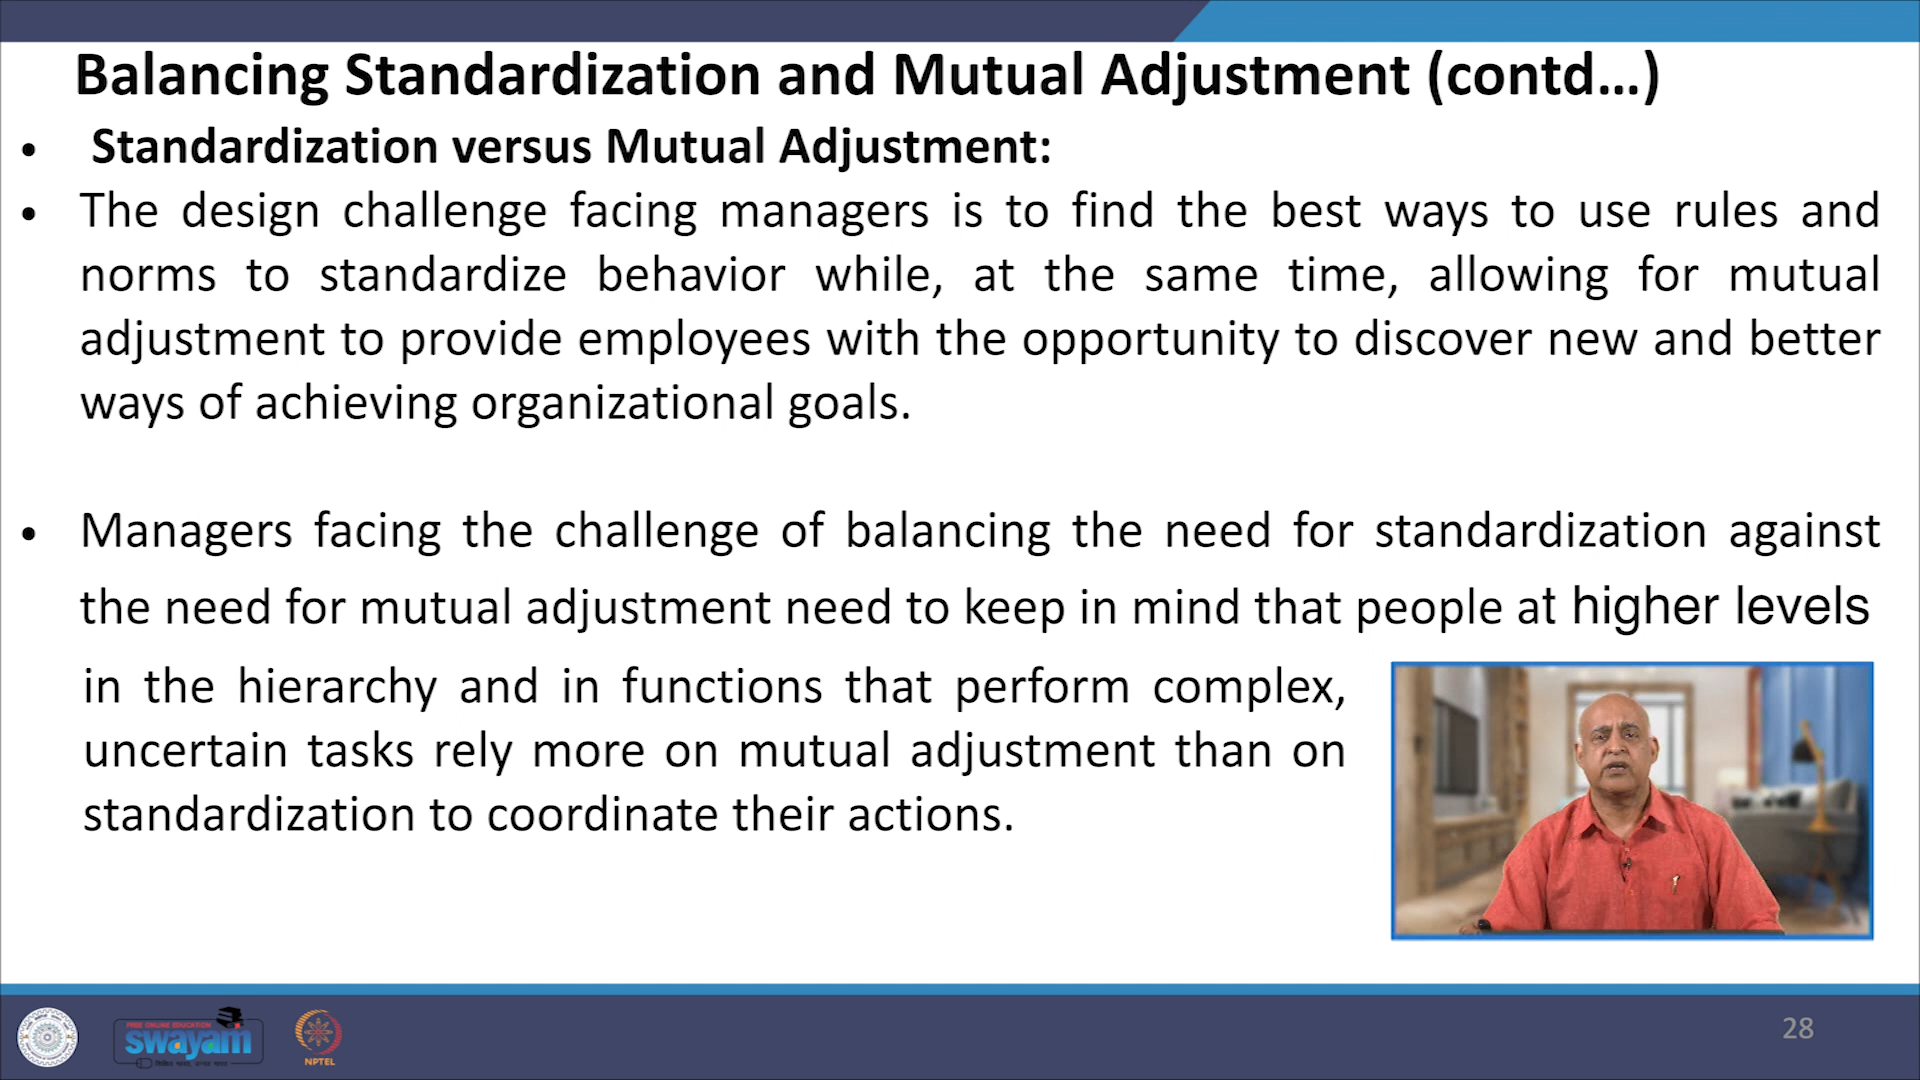 Balancing Standardization and Mutual Adjustment (contd...)
• Standardization versus Mutual Adjustment:
• The design challenge facing managers is to find the best ways to use rules and
norms to standardize behavior while, at the same time, allowing for mutual
adjustment to provide employees with the opportunity to discover new and better
ways of achieving organizational goals.
• Managers facing the challenge of balancing the need for standardization against
the need for mutual adjustment need to keep in mind that people at higher levels
in the hierarchy and in functions that perform complex,
uncertain tasks rely more on mutual adjustment than on
standardization to coordinate their actions.
FREE ONLINE EDUCATION
swayam
NPTEL
28